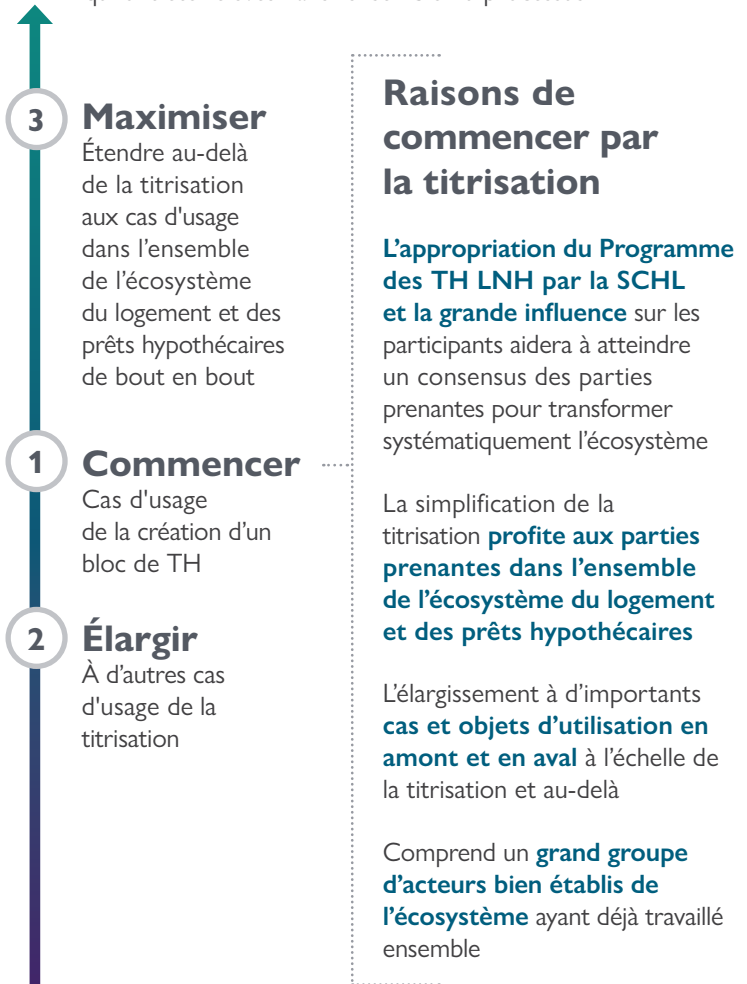 3
Maximiser
Étendre au-delà
de la titrisation
aux cas d'usage
dans l'ensemble
de l'écosystème
du logement et des
prêts hypothécaires
de bout en bout
1
Commencer
Cas d'usage
de la création d'un
bloc de TH
2
Élargir
À d'autres cas
d'usage de la
titrisation
Raisons de
commencer par
la titrisation
L'appropriation du Programme
des TH LNH par la SCHL
et la grande influence sur les
participants aidera à atteindre
un consensus des parties
prenantes pour transformer
systématiquement l'écosystème
La simplification de la
titrisation profite aux parties
prenantes dans l'ensemble
de l'écosystème du logement
et des prêts hypothécaires
L'élargissement à d'importants
cas et objets d'utilisation en
amont et en aval à l'échelle de
la titrisation et au-delà
Comprend un grand groupe
d'acteurs bien établis de
l'écosystème ayant déjà travaillé
ensemble